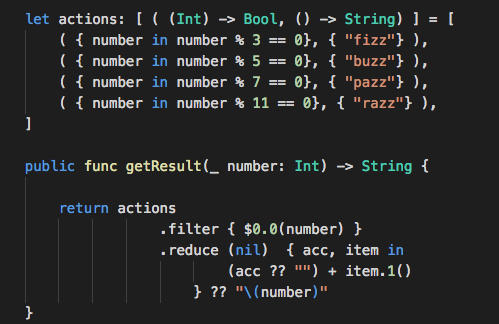 let actions: [ ( (Int) -> Bool, () -> String) ] = [
    ( { number in number % 3 == 0}, { "fizz"} ),
    ( { number in number % 5 == 0}, { "buzz"} ),
    ( { number in number % 7 == 0}, { "pazz"} ),
    ( { number in number % 11 == 0}, { "razz"} ),
]

public func getResult(_ number: Int) -> String {

    return actions
                .filter { $0.0(number) }
                .reduce (nil)  { acc, item in
                        (acc ?? "") + item.1()
                    } ?? "\(number)"
}